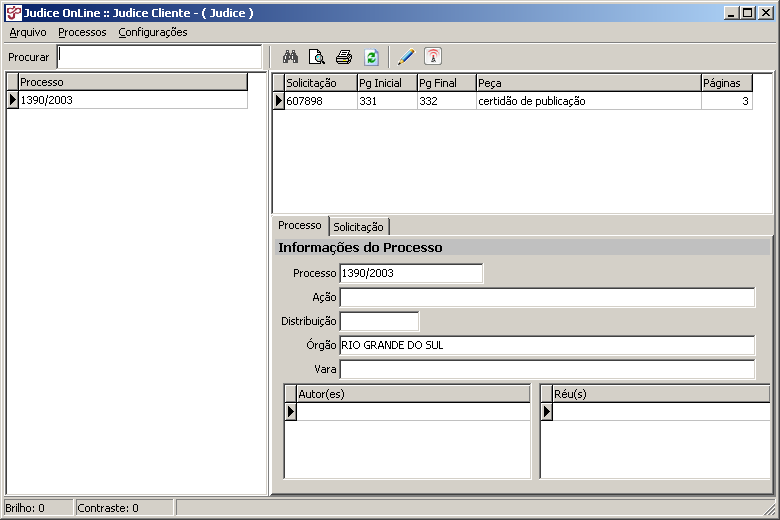 Judice OnLine :: Judice Cliente - ( Judice )
Arquivo Processos Configurações
Procurar
Processo
1390/2003
Solicitação Pg Inicial Pg Final Peça Páginas
607898 331 332 certidão de publicação 3
Processo Solicitação
Informações do Processo
Processo 1390/2003
Ação
Distribuição
Órgão RIO GRANDE DO SUL
Vara
Autor(es) Réu(s)
Brilho: 0 Contraste: 0